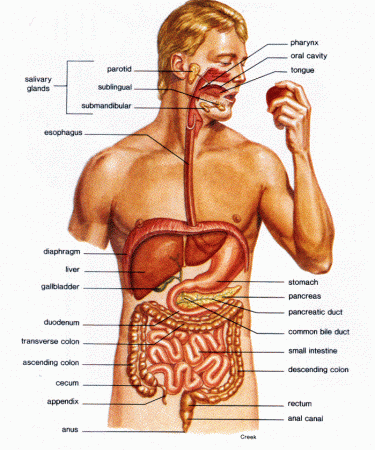 pharynx
oral cavity
tongue
salivary
glands
parotid
sublingual
submandibular
esophagus
diaphragm
liver
gallbladder
duodenum
transverse colon
ascending colon
cecum
appendix
anus
stomach
pancreas
pancreatic duct
common bile duct
small intestine
descending colon
rectum
anal canal
Creek